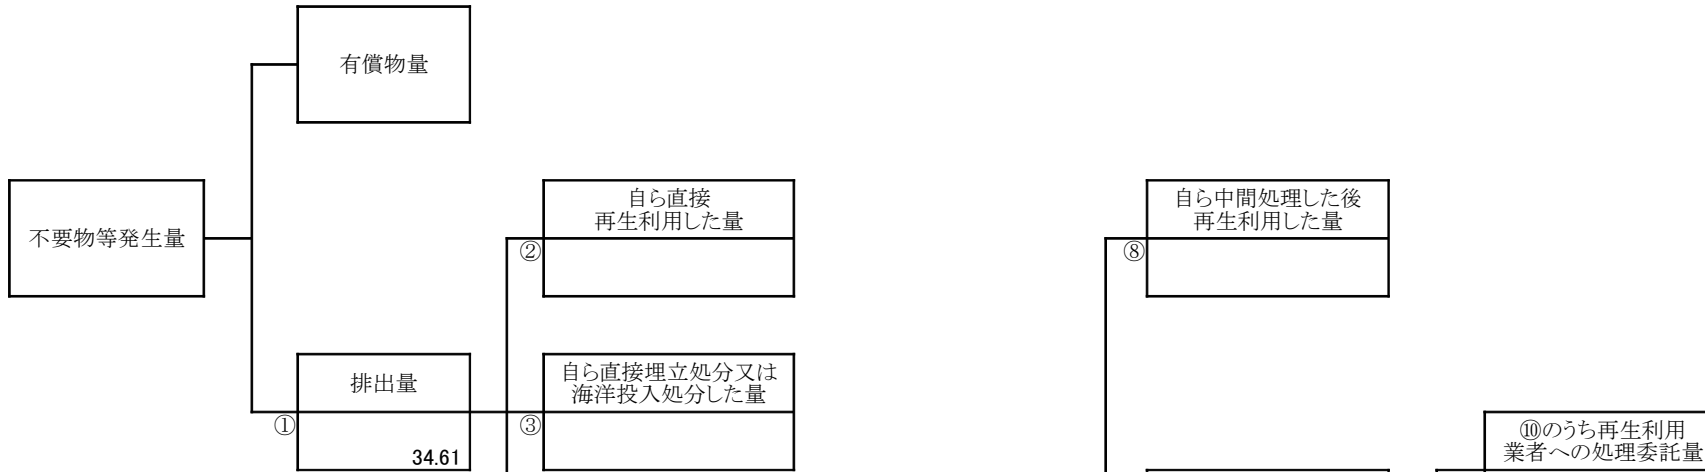 有償物量
不要物等発生量
自ら直接
再生利用した量
②
自ら中間処理した後
再生利用した量
⑧
排出量
①
34.61
自ら直接埋立処分又は
海洋投入処分した量
③
⑩のうち再生利用
業者への処理委託量